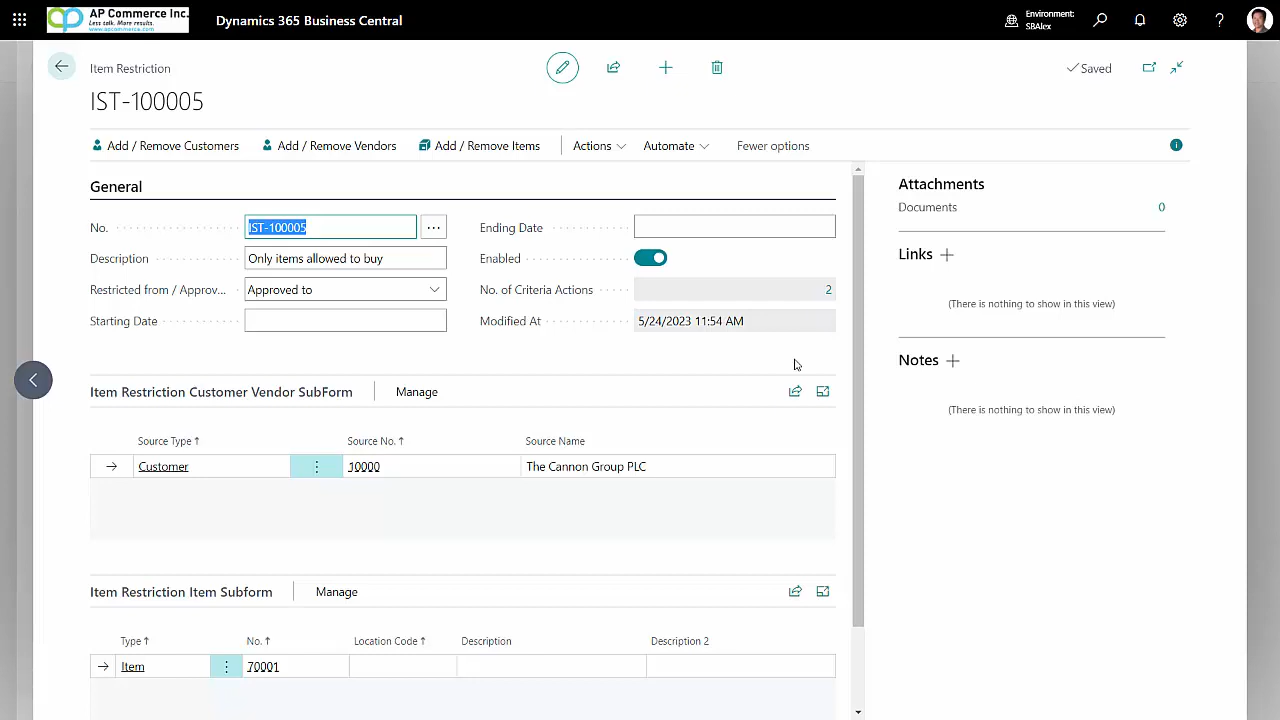 AP Commerce Inc.
Less talk. More results.
www.apcommerce.com
Dynamics 365 Business Central
Environment:
SBAlex
Item Restriction
Saved
IST-100005
Add / Remove Customers
Add / Remove Vendors
Add / Remove Items
Actions
Automate
Fewer options
General
No.
IST-100005
Ending Date
Description
Only items allowed to buy
Enabled
Restricted from / Approv...
Approved to
No. of Criteria Actions
2
Starting Date
Modified At
5/24/2023 11:54 AM
Item Restriction Customer Vendor SubForm
Manage
Source Type ↑
Source No. ↑
Source Name
Customer
10000
The Cannon Group PLC
Item Restriction Item Subform
Manage
Type ↑
No. ↑
Location Code ↑
Description
Description 2
Item
70001
Attachments
Documents
0
Links
(There is nothing to show in this view)
Notes
(There is nothing to show in this view)